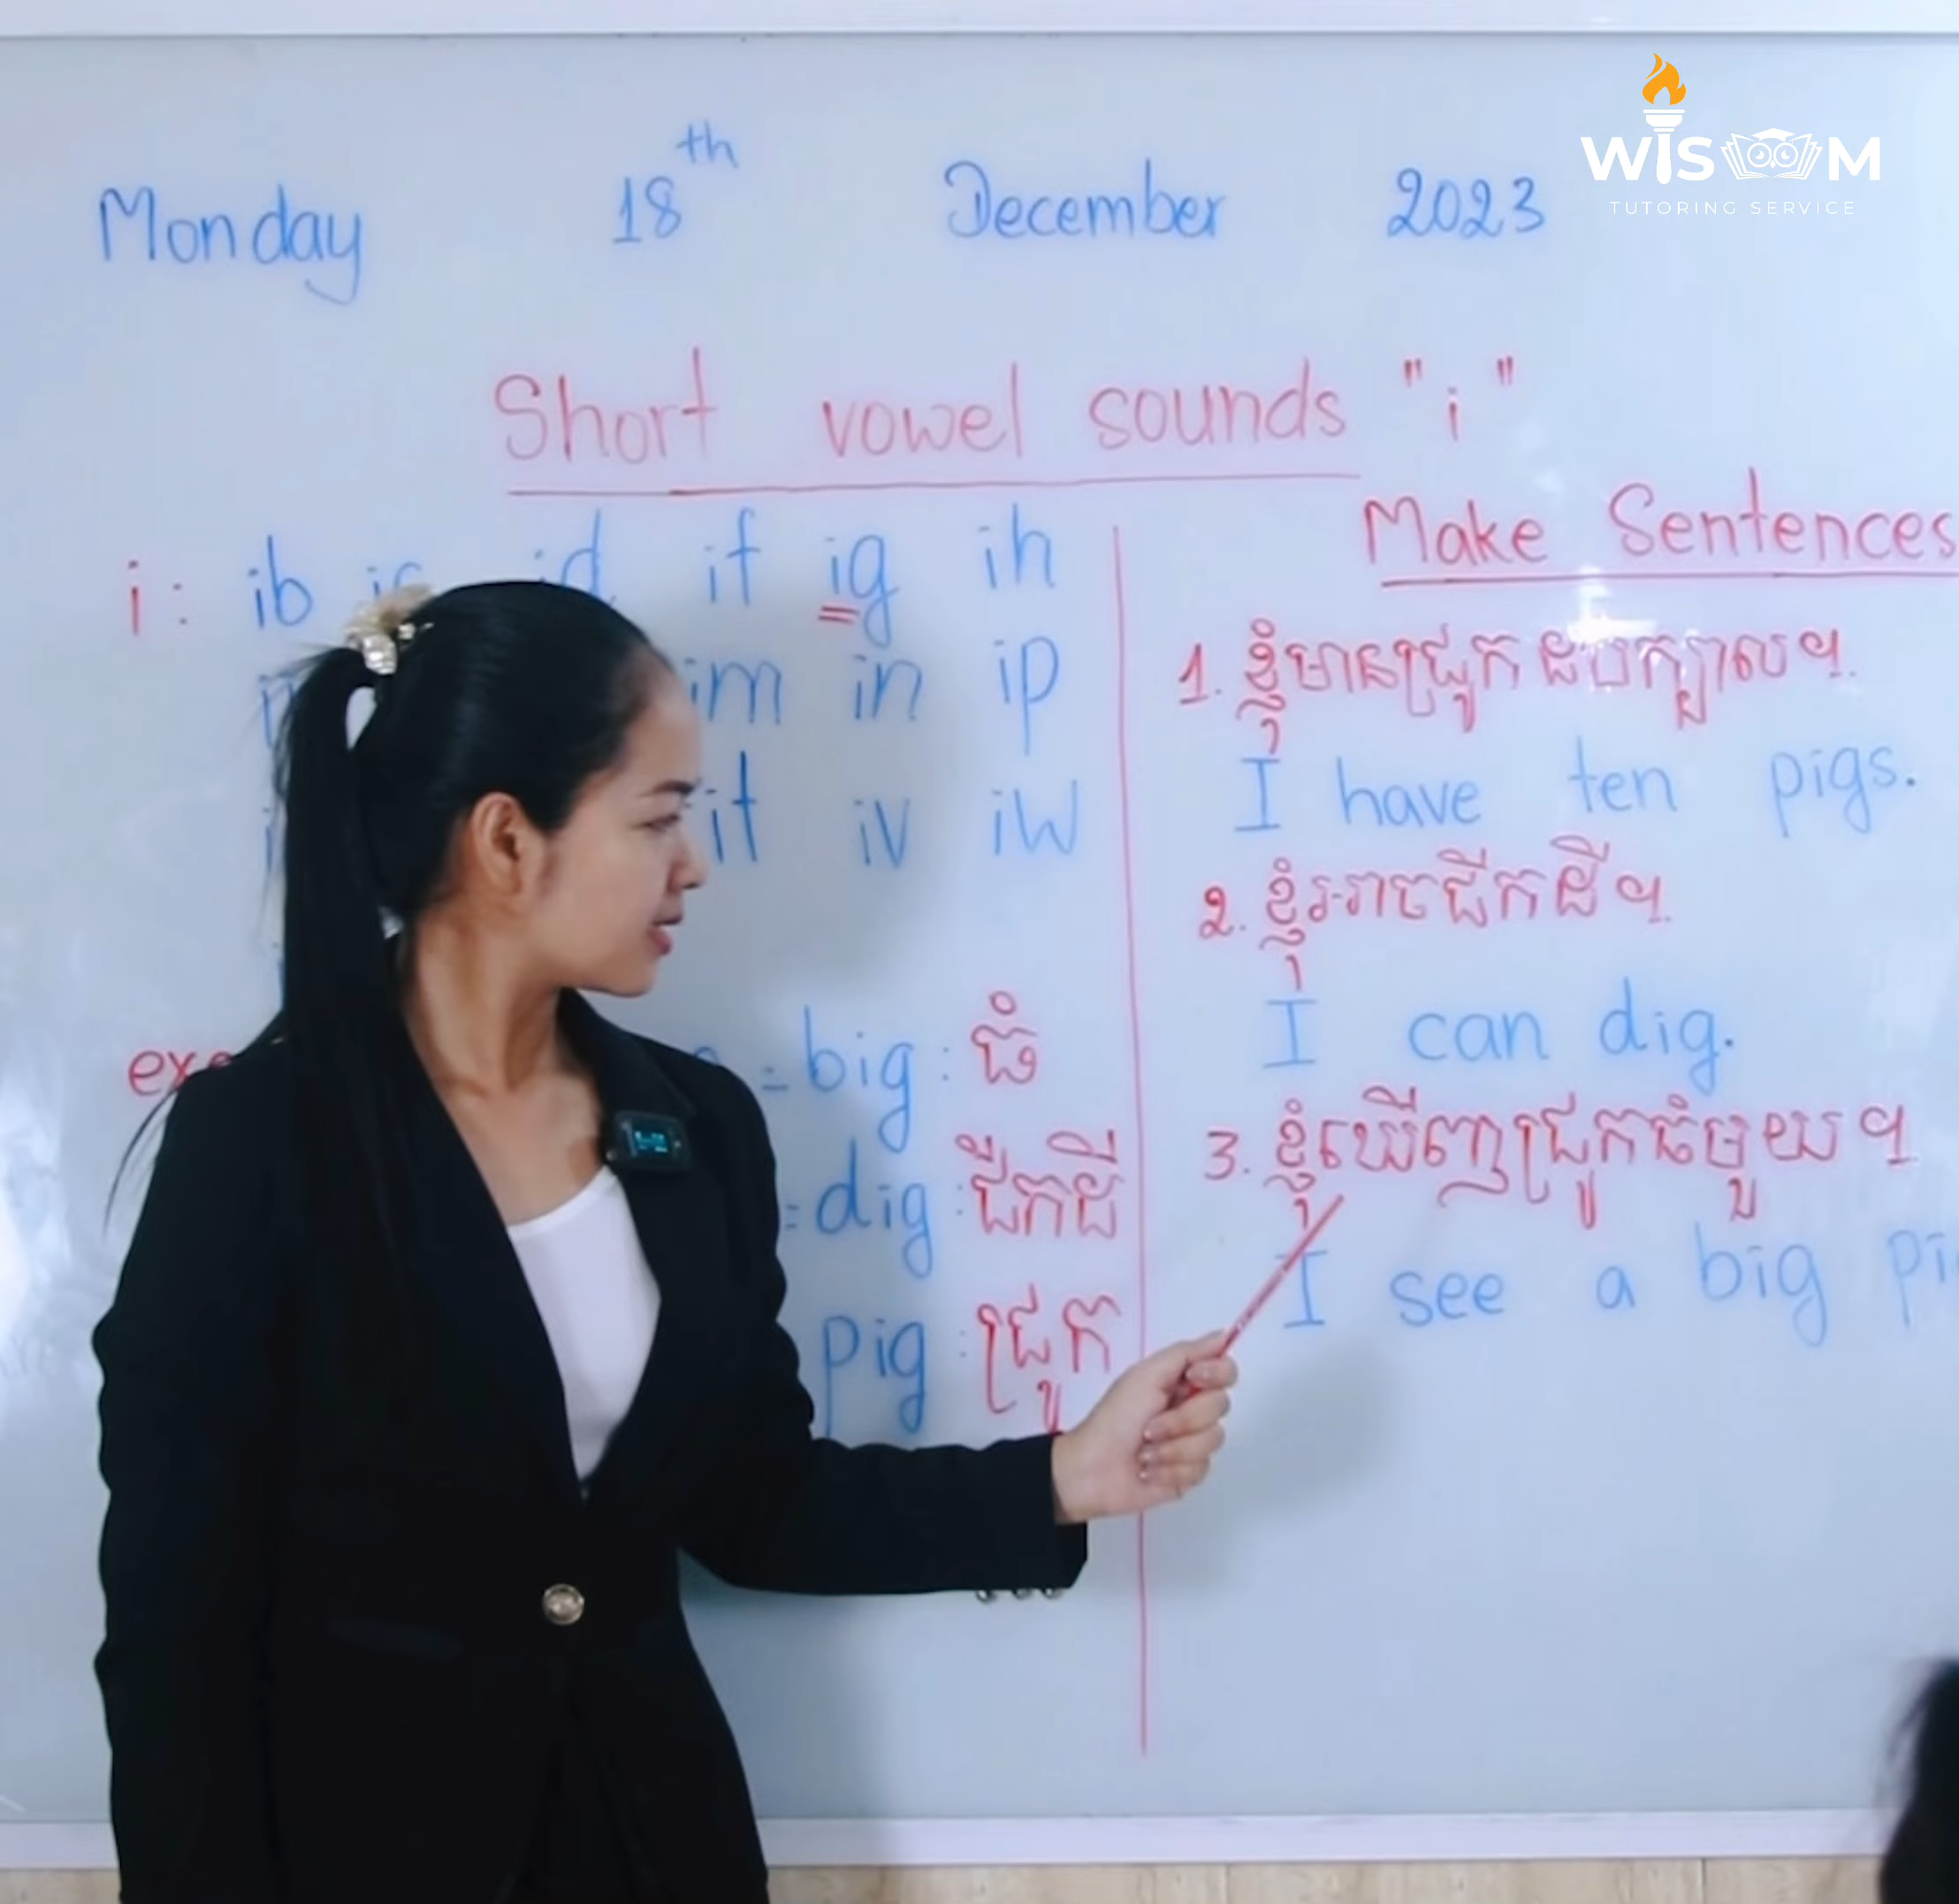 WISDOM
TUTORING SERVICE
Monday 18th December 2023
Short vowel sounds "i"
i: ib id if ig ih
im in ip
it iv iw
= big: ធំ
= dig: ជីកដី
pig: ជ្រូក
Make Sentences
1. ខ្ញុំមានជ្រូកដប់ក្បាល។
I have ten pigs.
2. ខ្ញុំអាចជីកដី។
I can dig.
3. ខ្ញុំឃើញជ្រូកធំមួយ។
I see a big